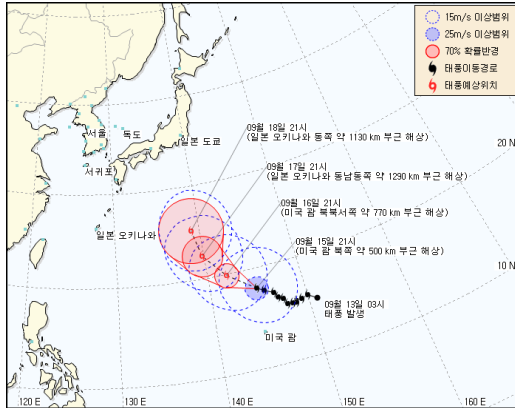 15m/s 이상범위
25m/s 이상범위
70% 확률반경
태풍이동경로
태풍예상위치
20 N
10 N
서울
독도
서귀포
일본 도쿄
일본 오키나와
미국 괌
09월 18일 21시
(일본 오키나와 동쪽 약 1130 km 부근 해상)
09월 17일 21시
(일본 오키나와 동남동쪽 약 1290 km 부근 해상)
09월 16일 21시
(미국 괌 북북서쪽 약 770 km 부근 해상)
09월 15일 21시
(미국 괌 북쪽 약 500 km 부근 해상)
09월 13일 03시
태풍 발생
120 E
130 E
140 E
150 E
160 E